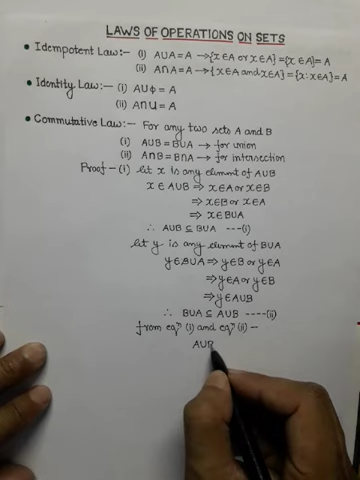 LAWS OF OPERATIONS ON SETS
• Idempotent Law:— (i) A∪A = A → {x∈A or x∈A} = {x∈A} = A
(ii) A∩A = A → {x∈A and x∈A} = {x: x∈A} = A
• Identity Law:— (i) A∪ϕ = A
(ii) A∩U = A
• Commutative Law:— For any two sets A and B
(i) A∪B = B∪A → for union
(ii) A∩B = B∩A → for intersection
Proof — (i) let x is any element of A∪B
x ∈ A∪B ⇒ x∈A or x∈B
⇒ x∈B or x∈A
⇒ x∈B∪A
∴ A∪B ⊆ B∪A ---(i)
let y is any element of B∪A
y∈B∪A ⇒ y∈B or y∈A
⇒ y∈A or y∈B
⇒ y∈A∪B
∴ B∪A ⊆ A∪B ----(ii)
from eqⁿ (i) and eqⁿ (ii) —
A∪B